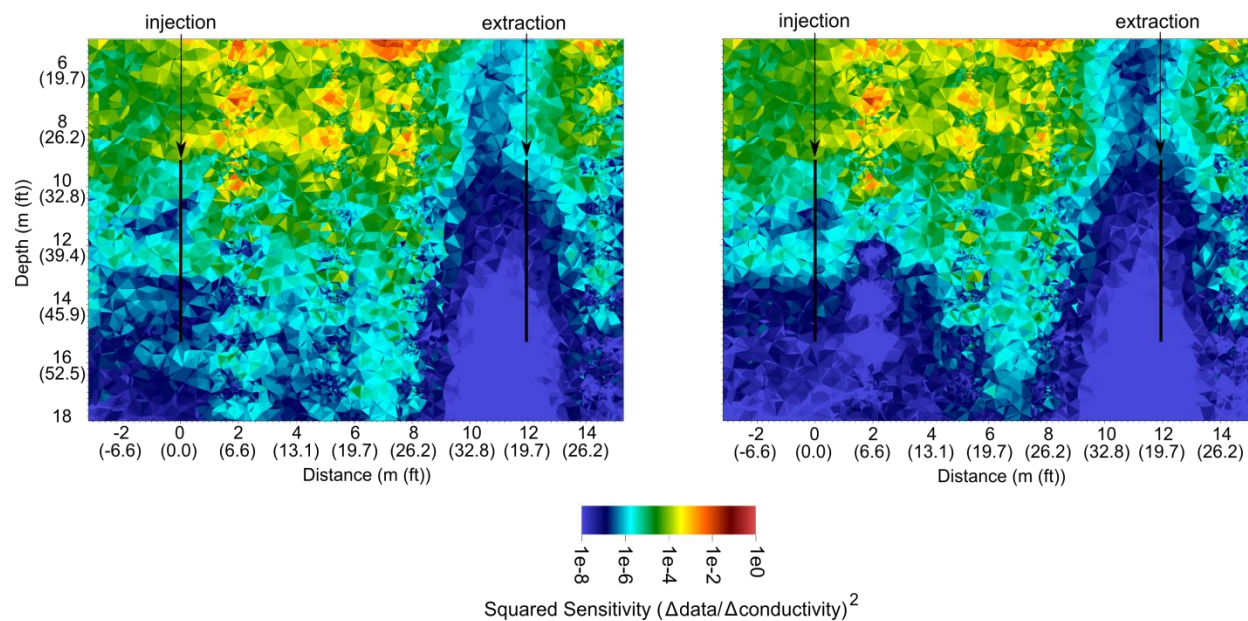 injection
extraction
injection
extraction
Depth (m (ft))
6
(19.7)
8
(26.2)
10
(32.8)
12
(39.4)
14
(45.9)
16
(52.5)
18
-2 0 2 4 6 8 10 12 14
(-6.6) (0.0) (6.6) (13.1) (19.7) (26.2) (32.8) (19.7) (26.2)
Distance (m (ft))
-2 0 2 4 6 8 10 12 14
(-6.6) (0.0) (6.6) (13.1) (19.7) (26.2) (32.8) (19.7) (26.2)
Distance (m (ft))
1e-8 1e-6 1e-4 1e-2 1e0
Squared Sensitivity (Δdata/Δconductivity)²